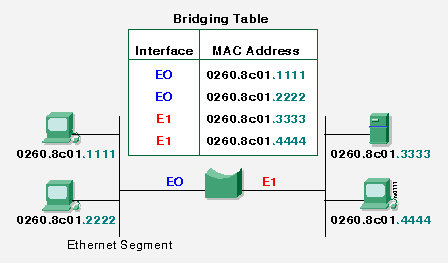 Bridging Table
Interface MAC Address
EO 0260.8c01.1111
EO 0260.8c01.2222
E1 0260.8c01.3333
E1 0260.8c01.4444
0260.8c01.1111
0260.8c01.3333
EO E1
0260.8c01.2222
0260.8c01.4444
Ethernet Segment